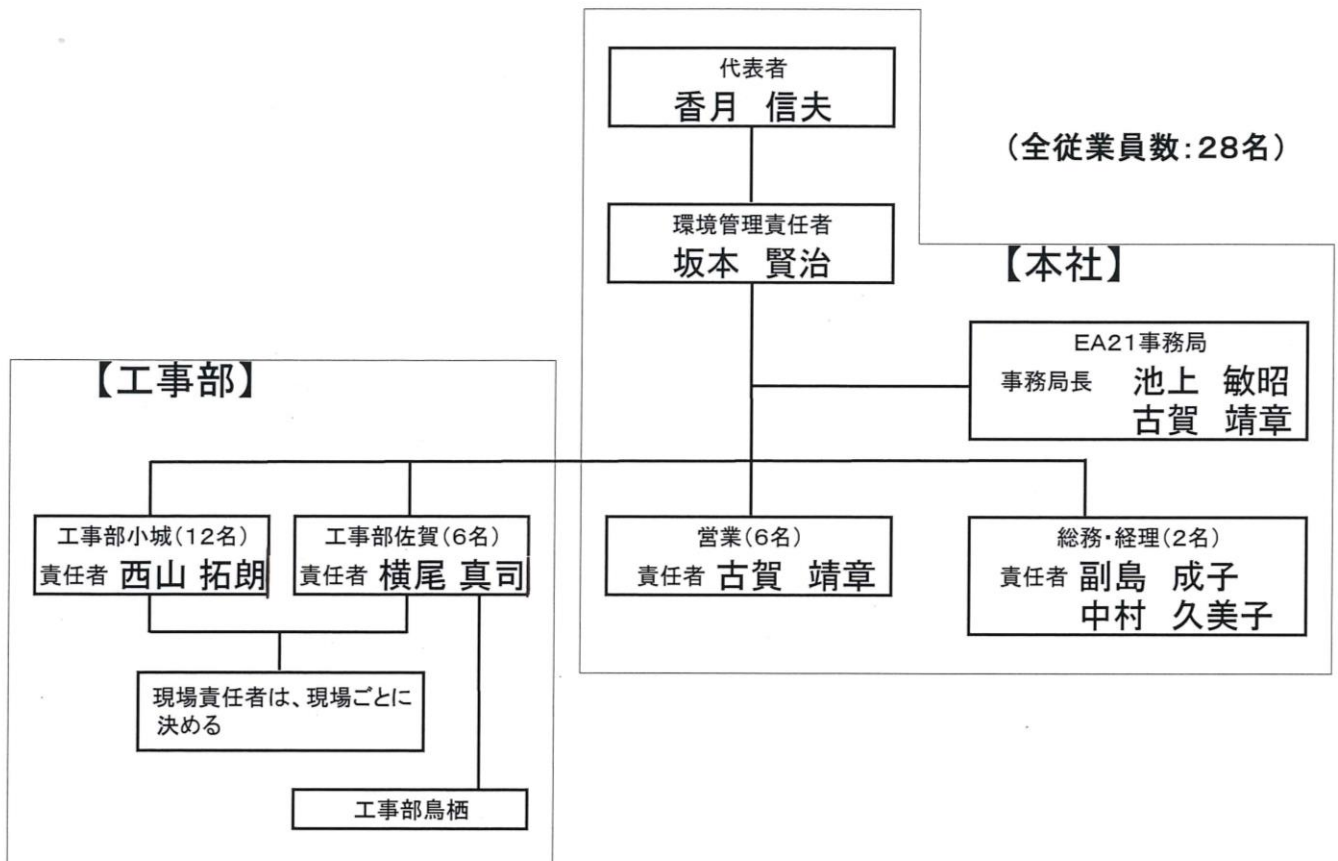 代表者
香月 信夫
(全従業員数:28名)
環境管理責任者
坂本 賢治
【本社】
EA21事務局
事務局長 池上 敏昭
古賀 靖章
【工事部】
工事部小城(12名)
責任者 西山 拓朗
工事部佐賀(6名)
責任者 横尾 真司
営業(6名)
責任者 古賀 靖章
総務・経理(2名)
責任者 副島 成子
中村 久美子
現場責任者は、現場ごとに
決める
工事部鳥栖